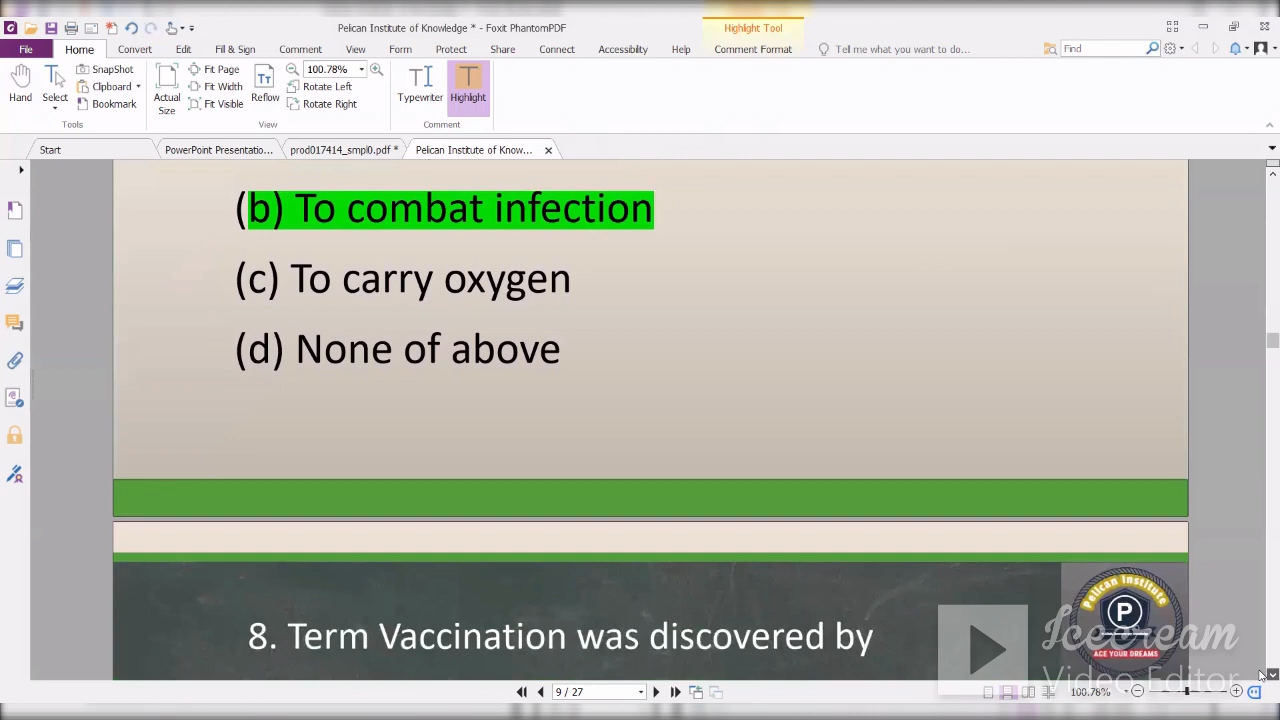 Pelican Institute of Knowledge * - Foxit PhantomPDF
Highlight Tool
File Home Convert Edit Fill & Sign Comment View Form Protect Share Connect Accessibility Help Comment Format Tell me what you want to do... Find
Hand
Select
SnapShot
Clipboard
Bookmark
Tools
Actual
Size
Fit Page
Fit Width
Fit Visible
Reflow
100.78%
Rotate Left
Rotate Right
View
Typewriter
Highlight
Comment
Start PowerPoint Presentatio... prod017414_smpl0.pdf * Pelican Institute of Know...
(b) To combat infection
(c) To carry oxygen
(d) None of above
8. Term Vaccination was discovered by
Pelican Institute
P
ACE YOUR DREAMS
Icecream
Video Editor
9 / 27
100.78%